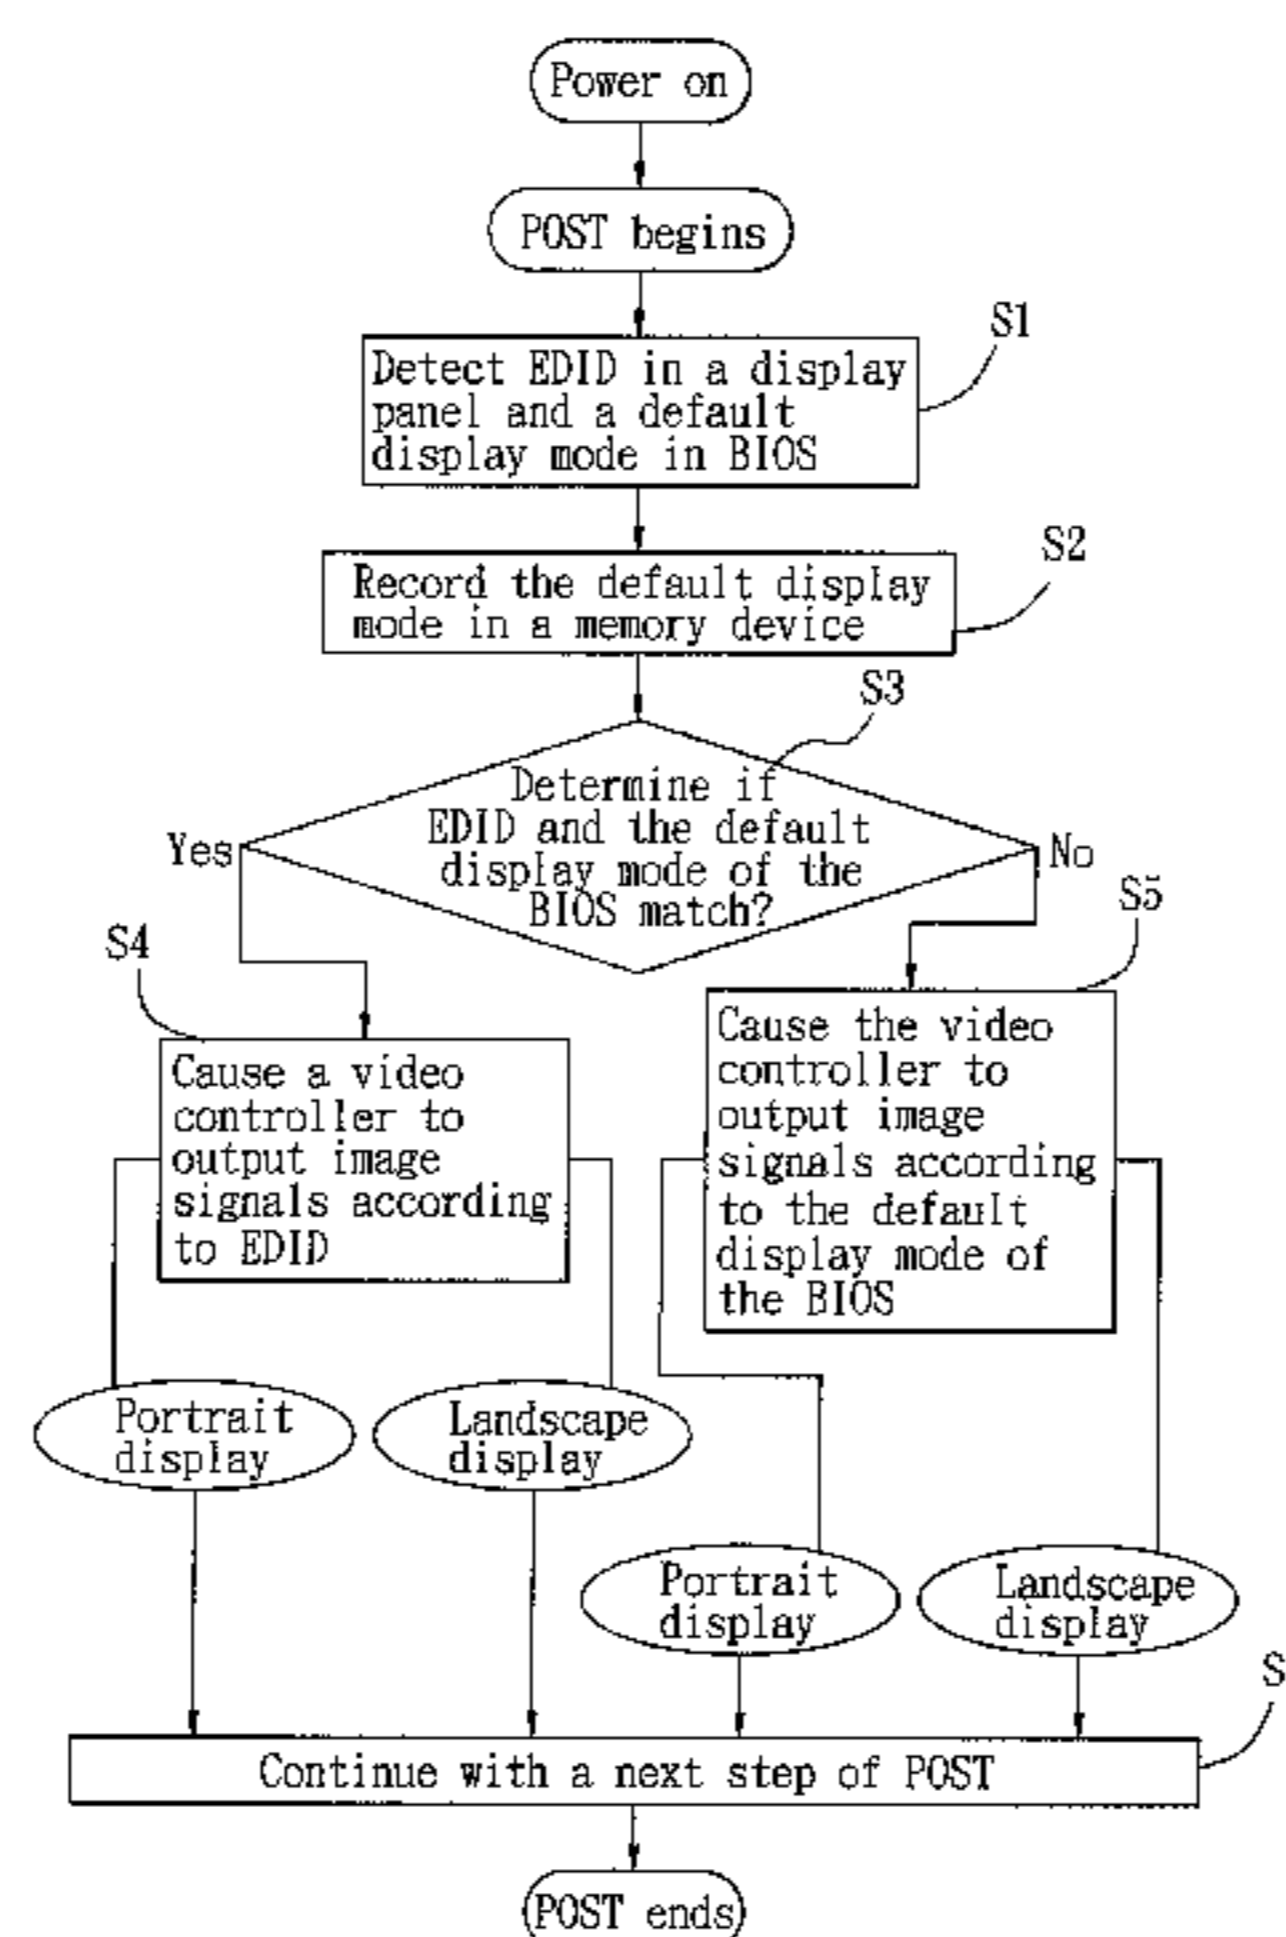 Power on
POST begins
S1
Detect EDID in a display
panel and a default
display mode in BIOS
S2
Record the default display
mode in a memory device
S3
Determine if
EDID and the default
display mode of the
BIOS match?
Yes
No
S4
S5
Cause a video
controller to
output image
signals according
to EDID
Cause the video
controller to
output image
signals according
to the default
display mode of
the BIOS
Portrait
display
Landscape
display
Portrait
display
Landscape
display
S
Continue with a next step of POST
POST ends